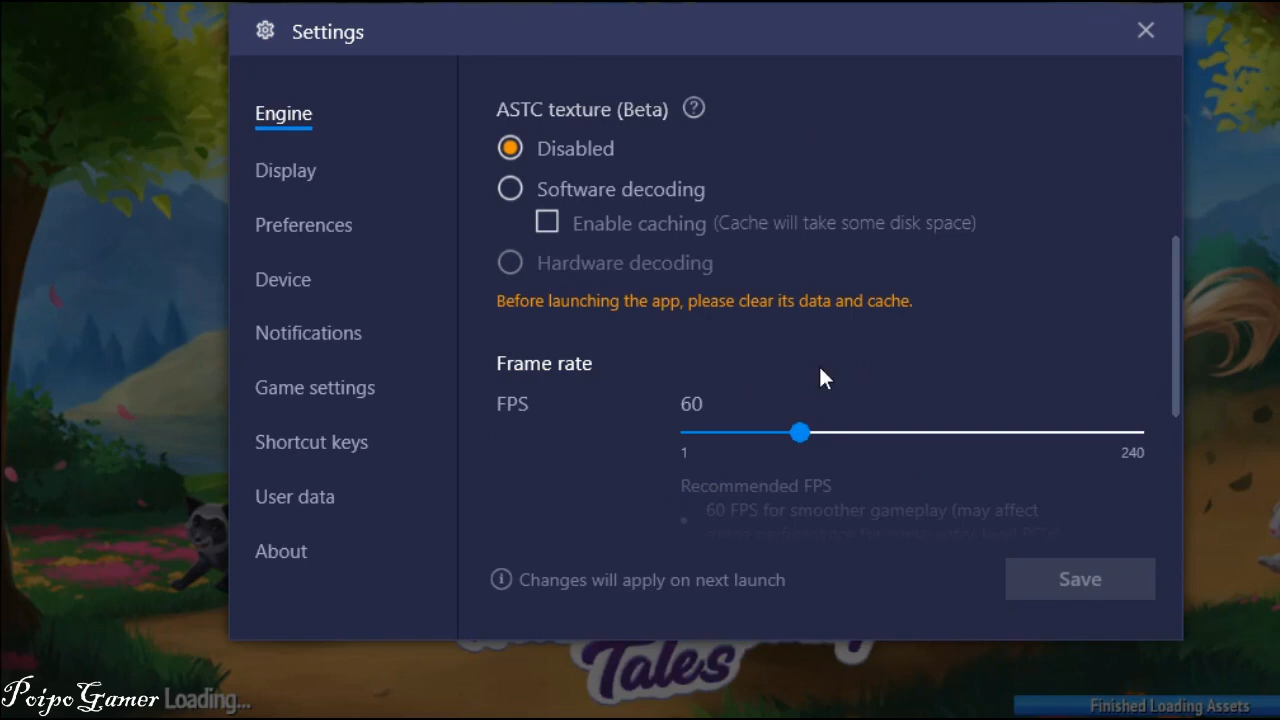 Settings
Engine
Display
Preferences
Device
Notifications
Game settings
Shortcut keys
User data
About
ASTC texture (Beta) ?
Disabled
Software decoding
Enable caching (Cache will take some disk space)
Hardware decoding
Before launching the app, please clear its data and cache.
Frame rate
FPS 60
1 240
Recommended FPS
60 FPS for smoother gameplay (may affect
Changes will apply on next launch
Save
Tales
PoipoGamer Loading...
Finished Loading Assets